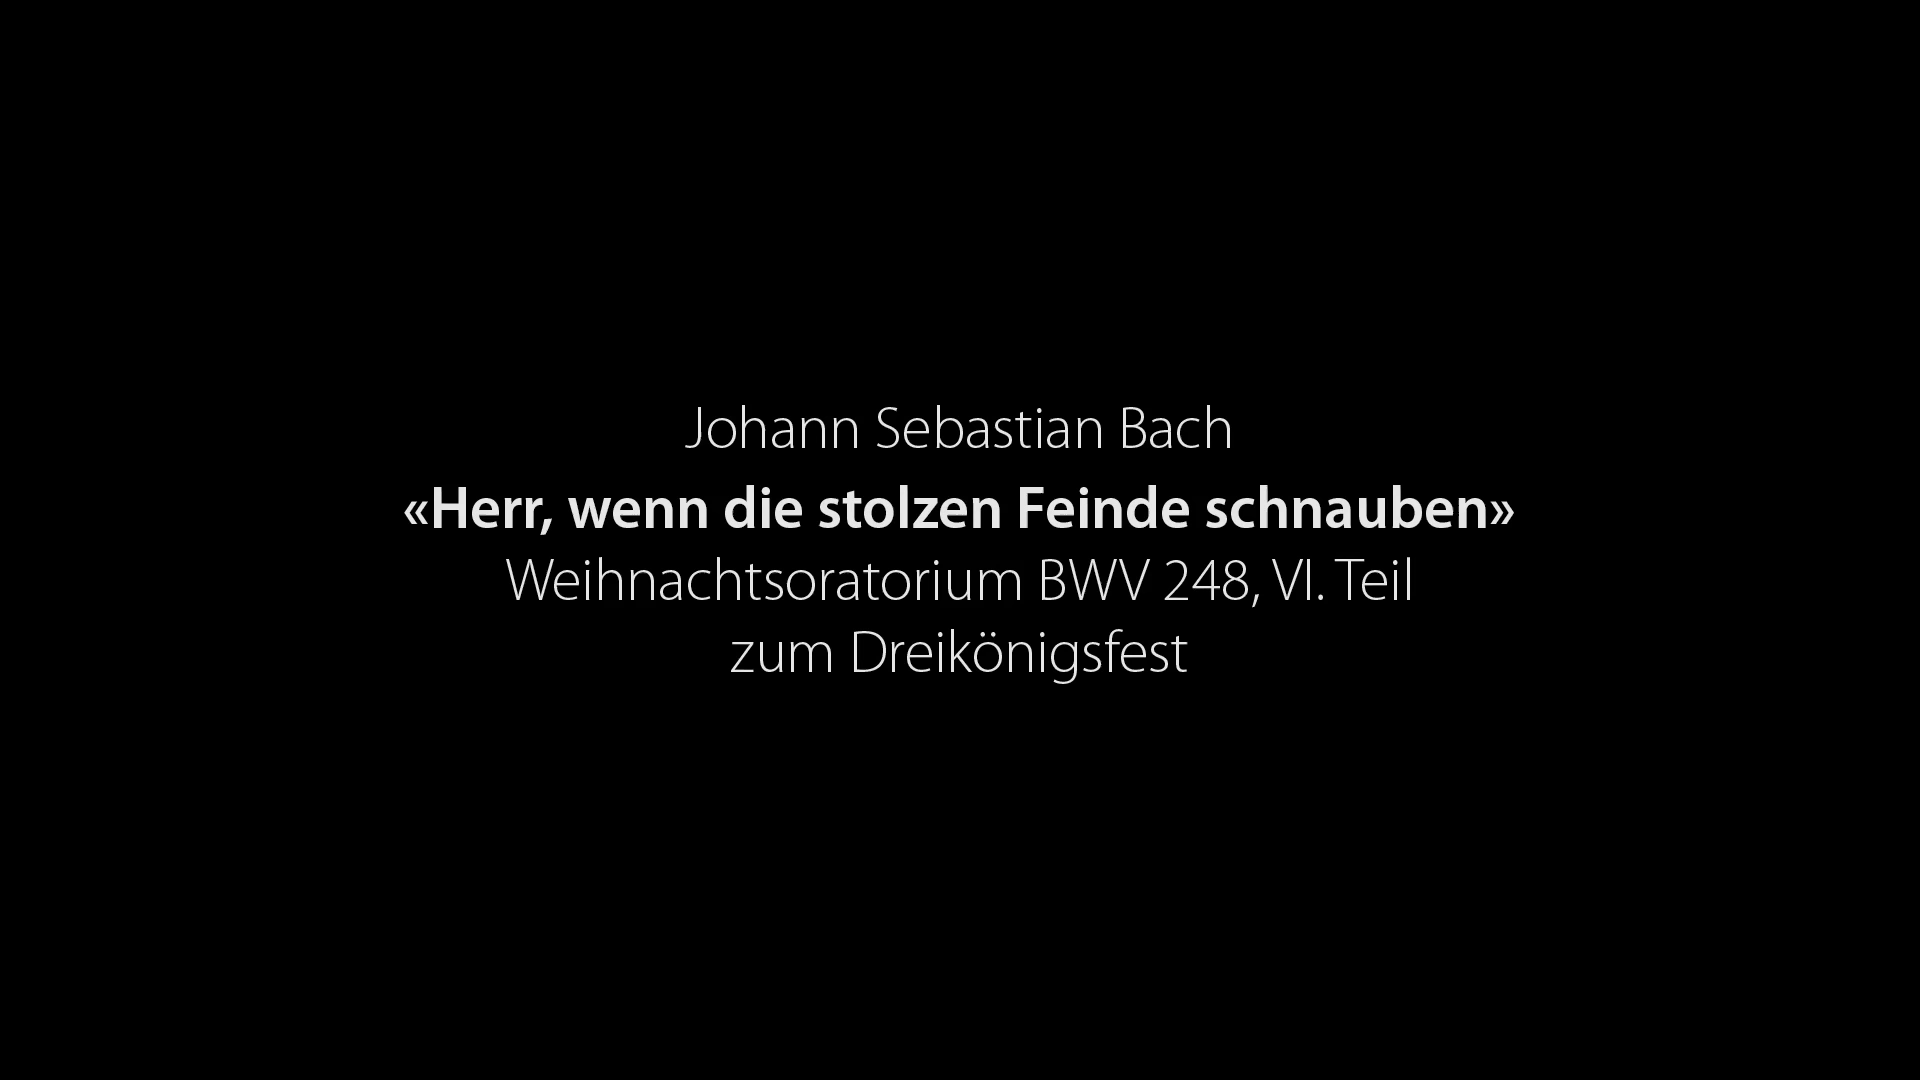 Johann Sebastian Bach
«Herr, wenn die stolzen Feinde schnauben»
Weihnachtsoratorium BWV 248, VI. Teil
zum Dreikönigsfest